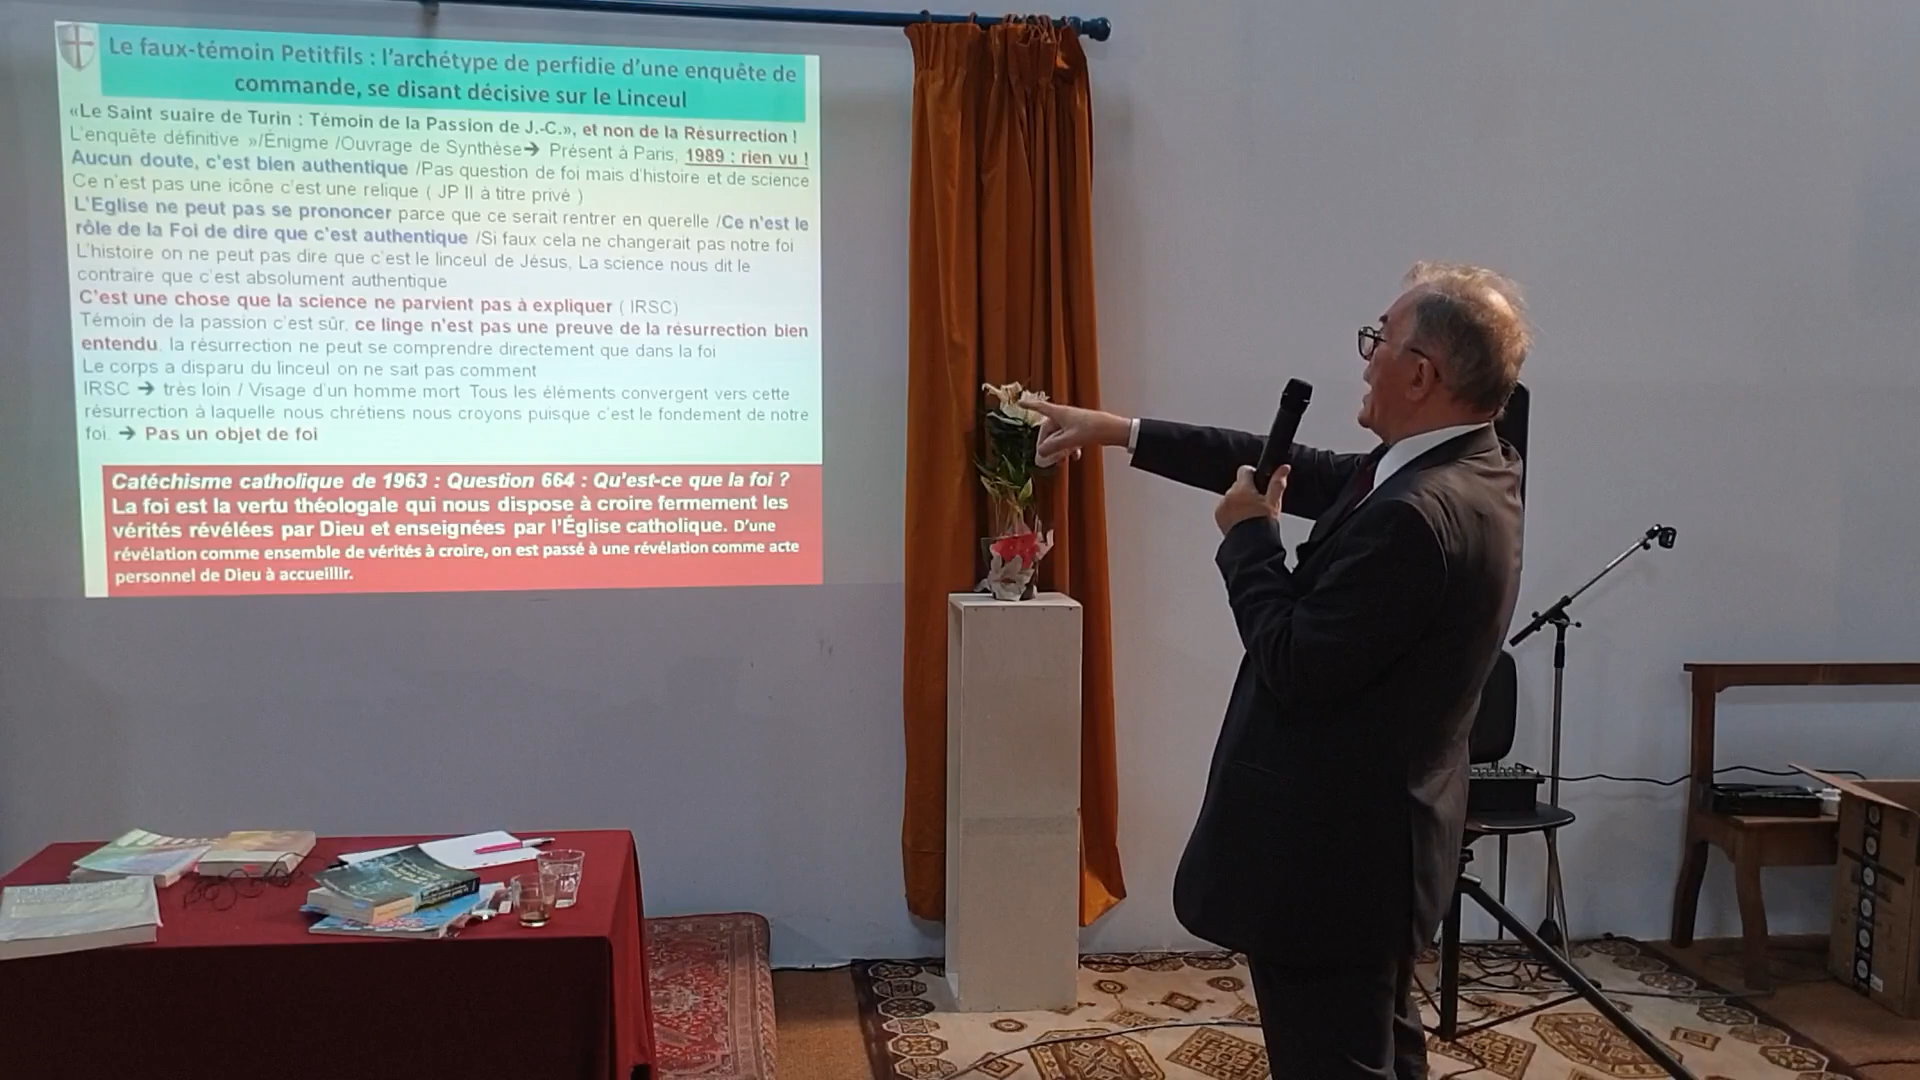 Le faux-témoin Petitfils : l'archétype de perfidie d'une enquête de
commande, se disant décisive sur le Linceul
«Le Saint suaire de Turin : Témoin de la Passion de J.-C.», et non de la Résurrection !
L'enquête définitive »/Énigme /Ouvrage de Synthèse➔ Présent à Paris, 1989 : rien vu !
Aucun doute, c'est bien authentique /Pas question de foi mais d'histoire et de science
Ce n'est pas une icône c'est une relique ( JP II à titre privé )
L'Eglise ne peut pas se prononcer parce que ce serait rentrer en querelle /Ce n'est le
rôle de la Foi de dire que c'est authentique /Si faux cela ne changerait pas notre foi
L'histoire on ne peut pas dire que c'est le linceul de Jésus, La science nous dit le
contraire que c'est absolument authentique
C'est une chose que la science ne parvient pas à expliquer ( IRSC)
Témoin de la passion c'est sûr, ce linge n'est pas une preuve de la résurrection bien
entendu, la résurrection ne peut se comprendre directement que dans la foi
Le corps a disparu du linceul on ne sait pas comment
IRSC ➔ très loin / Visage d'un homme mort Tous les éléments convergent vers cette
résurrection à laquelle nous chrétiens nous croyons puisque c'est le fondement de notre
foi. ➔ Pas un objet de foi
Catéchisme catholique de 1963 : Question 664 : Qu'est-ce que la foi ?
La foi est la vertu théologale qui nous dispose à croire fermement les
vérités révélées par Dieu et enseignées par l'Église catholique. D'une
révélation comme ensemble de vérités à croire, on est passé à une révélation comme acte
personnel de Dieu à accueillir.